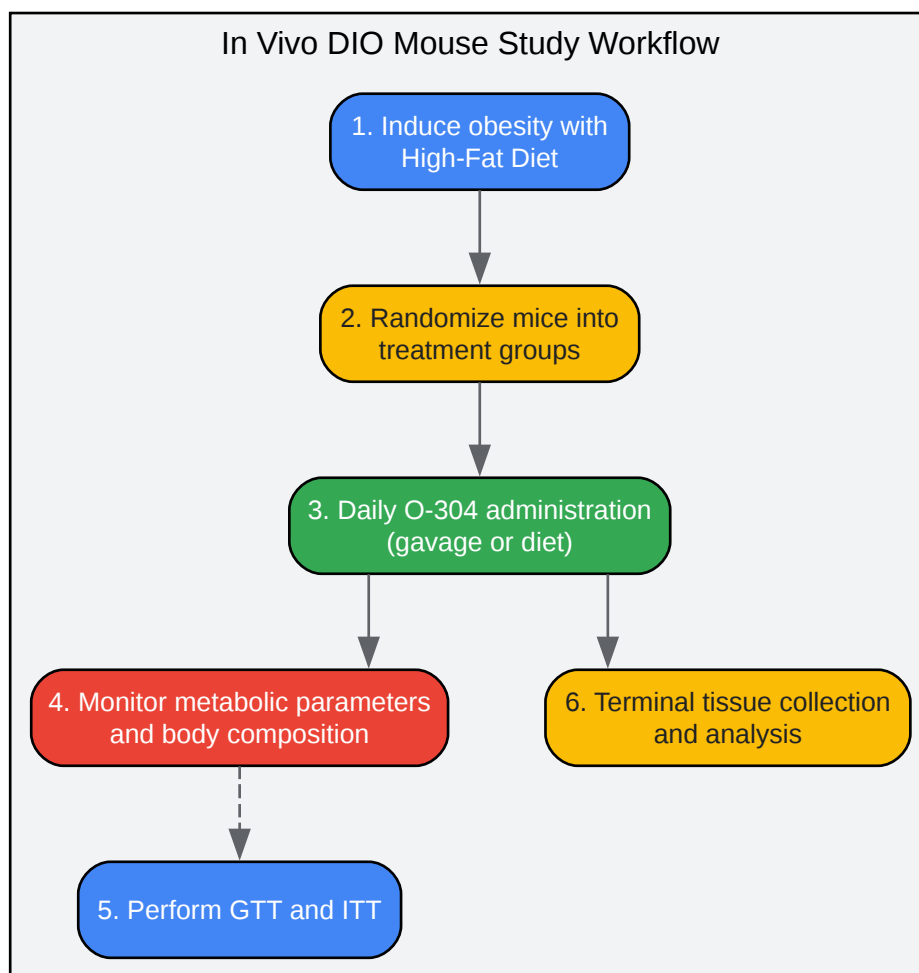 In Vivo DIO Mouse Study Workflow
1. Induce obesity with
High-Fat Diet
2. Randomize mice into
treatment groups
3. Daily O-304 administration
(gavage or diet)
4. Monitor metabolic parameters
and body composition
6. Terminal tissue collection
and analysis
5. Perform GTT and ITT